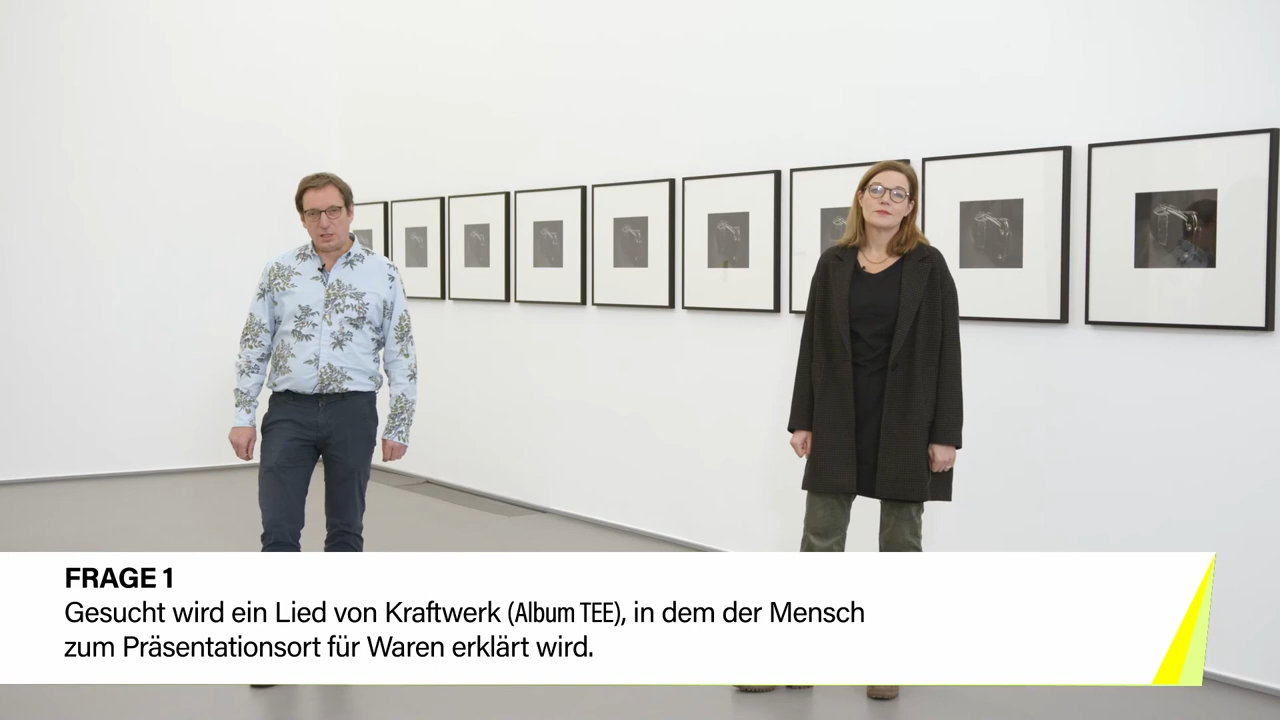 FRAGE 1
Gesucht wird ein Lied von Kraftwerk (Album TEE), in dem der Mensch
zum Präsentationsort für Waren erklärt wird.